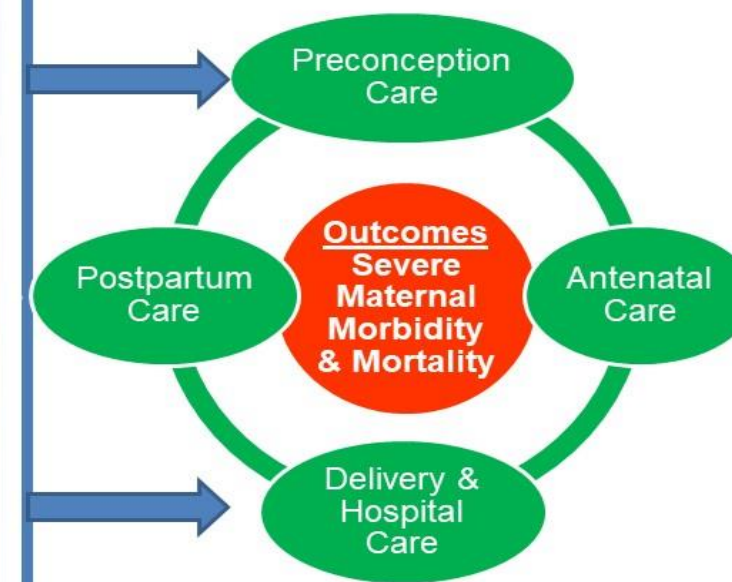 Preconception
Care
Outcomes
Severe
Maternal
Morbidity
& Mortality
Postpartum
Care
Antenatal
Care
Delivery &
Hospital
Care